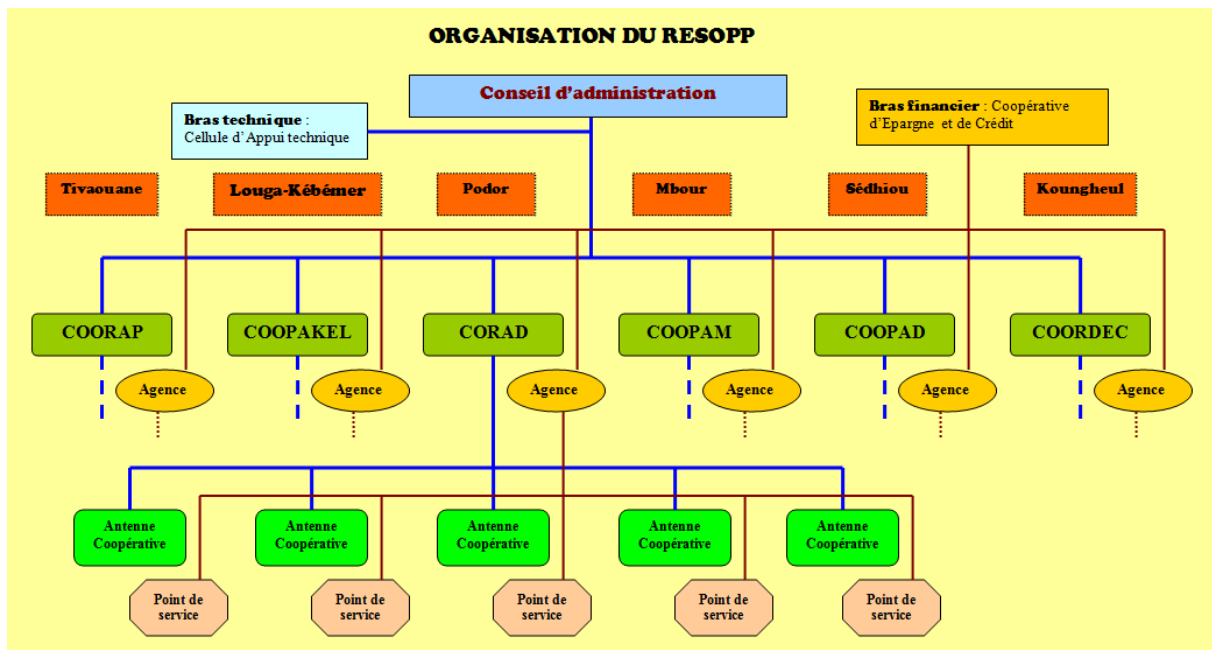 ORGANISATION DU RESOPP
Conseil d'administration
Bras technique :
Cellule d'Appui technique
Bras financier : Coopérative
d'Epargne et de Crédit
Tivaouane
Louga-Kébémer
Podor
Mbour
Sédhiou
Koungheul
COORAP
COOPAKEL
CORAD
COOPAM
COOPAD
COORDEC
Agence
Agence
Agence
Agence
Agence
Agence
Antenne
Coopérative
Antenne
Coopérative
Antenne
Coopérative
Antenne
Coopérative
Antenne
Coopérative
Point de
service
Point de
service
Point de
service
Point de
service
Point de
service